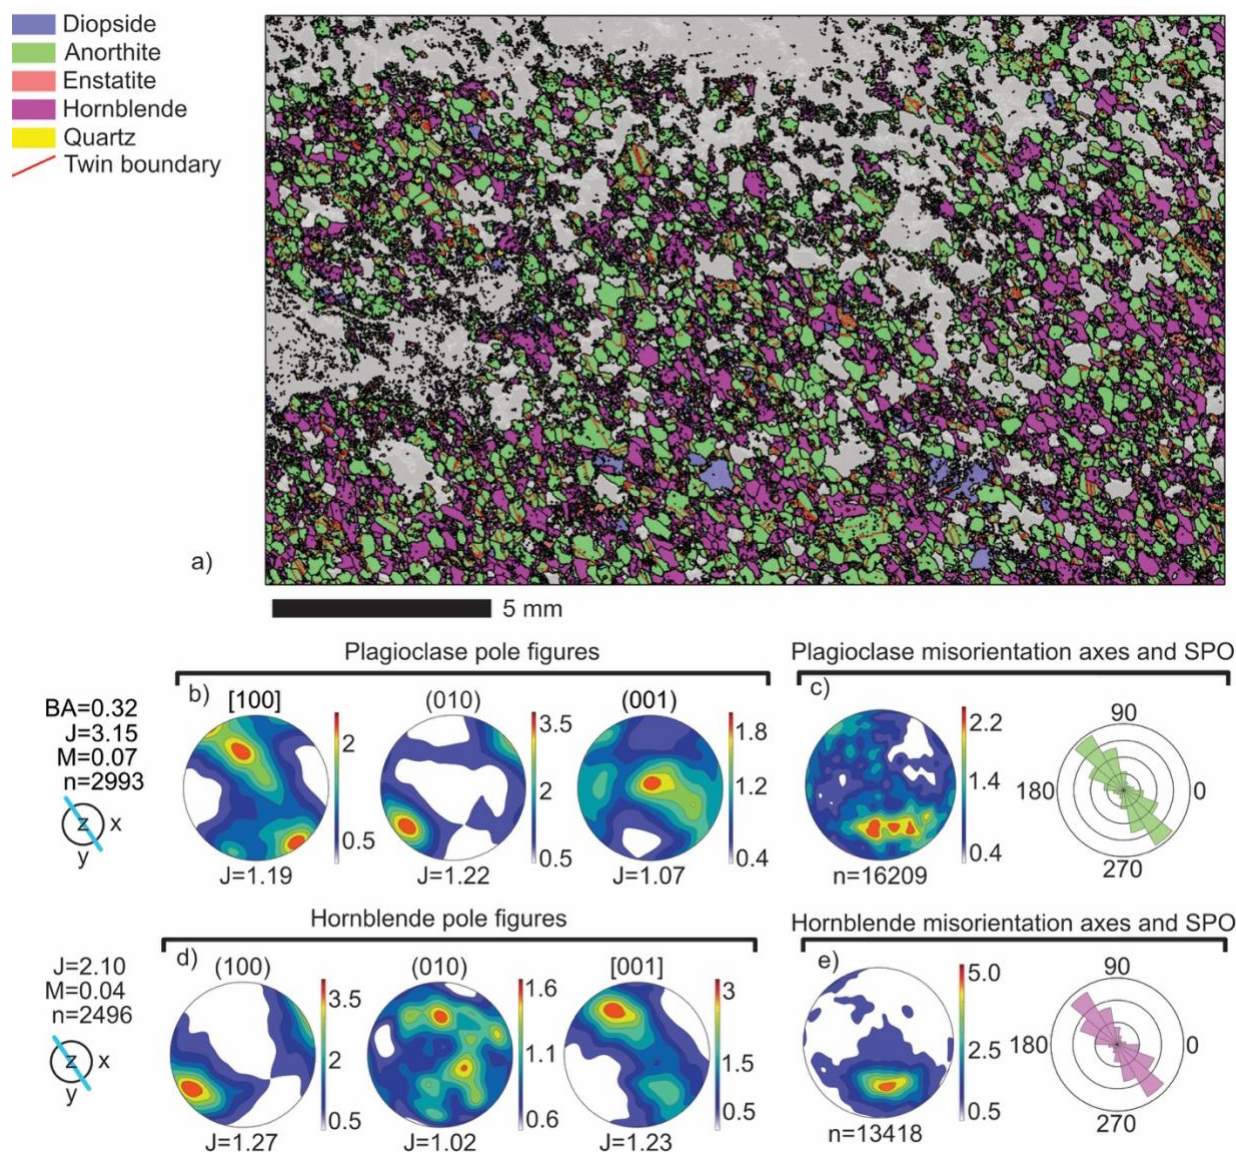 Diopside
Anorthite
Enstatite
Hornblende
Quartz
Twin boundary
a)
5 mm
Plagioclase pole figures
Plagioclase misorientation axes and SPO
BA=0.32
J=3.15
M=0.07
n=2993
z x
y
b) [100] (010) (001)
2
0.5
3.5
2
0.5
1.8
1.2
0.4
J=1.19 J=1.22 J=1.07
c)
2.2
1.4
0.4
n=16209
90
180 0
270
Hornblende pole figures
Hornblende misorientation axes and SPO
J=2.10
M=0.04
n=2496
z x
y
d) (100) (010) [001]
3.5
2
0.5
1.6
1.1
0.6
3
1.5
0.5
J=1.27 J=1.02 J=1.23
e)
5.0
2.5
0.5
n=13418
90
180 0
270